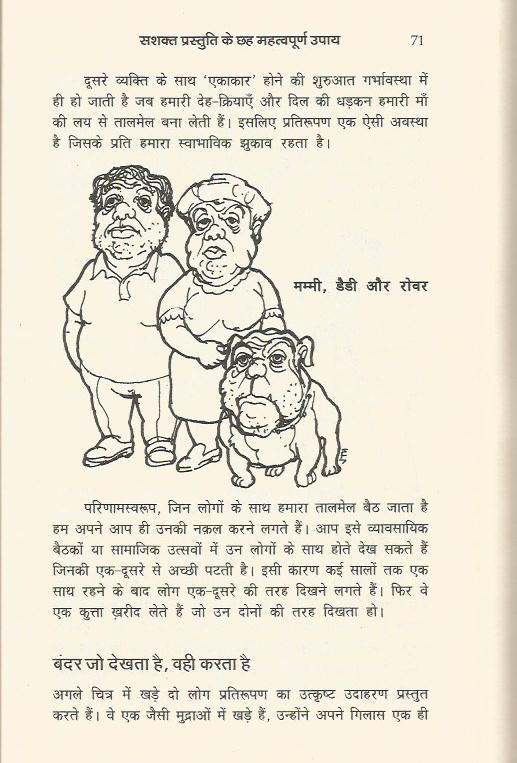 सशक्त प्रस्तुति के छह महत्वपूर्ण उपाय 71
दूसरे व्यक्ति के साथ ‘एकाकार’ होने की शुरुआत गर्भावस्था में
ही हो जाती है जब हमारी देह-क्रियाएँ और दिल की धड़कन हमारी माँ
की लय से तालमेल बना लेती हैं। इसलिए प्रतिरूपण एक ऐसी अवस्था
है जिसके प्रति हमारा स्वाभाविक झुकाव रहता है।
मम्मी, डैडी और रोवर
परिणामस्वरूप, जिन लोगों के साथ हमारा तालमेल बैठ जाता है
हम अपने आप ही उनकी नक़ल करने लगते हैं। आप इसे व्यावसायिक
बैठकों या सामाजिक उत्सवों में उन लोगों के साथ होते देख सकते हैं
जिनकी एक-दूसरे से अच्छी पटती है। इसी कारण कई सालों तक एक
साथ रहने के बाद लोग एक-दूसरे की तरह दिखने लगते हैं। फिर वे
एक कुत्ता ख़रीद लेते हैं जो उन दोनों की तरह दिखता हो।
बंदर जो देखता है, वही करता है
अगले चित्र में खड़े दो लोग प्रतिरूपण का उत्कृष्ट उदाहरण प्रस्तुत
करते हैं। वे एक जैसी मुद्राओं में खड़े हैं, उन्होंने अपने गिलास एक ही